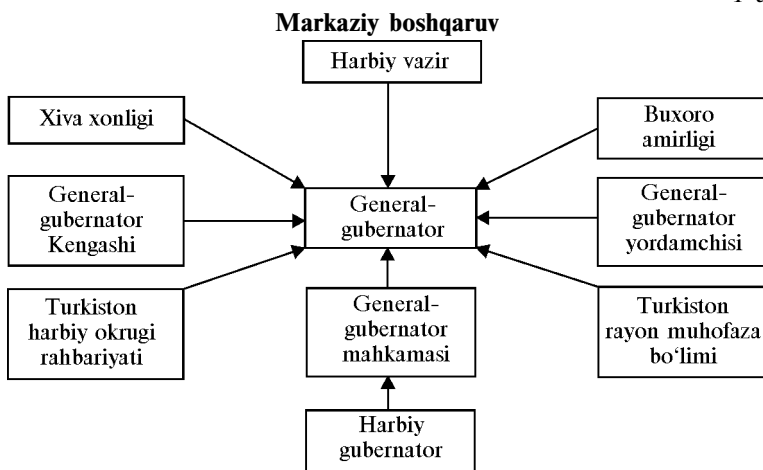 Markaziy boshqaruv
Harbiy vazir
Xiva xonligi
Buxoro
amirligi
General-
gubernator
Kengashi
General-
gubernator
General-
gubernator
yordamchisi
Turkiston
harbiy okrugi
rahbariyati
General-
gubernator
mahkamasi
Turkiston
rayon muhofaza
bo‘limi
Harbiy
gubernator